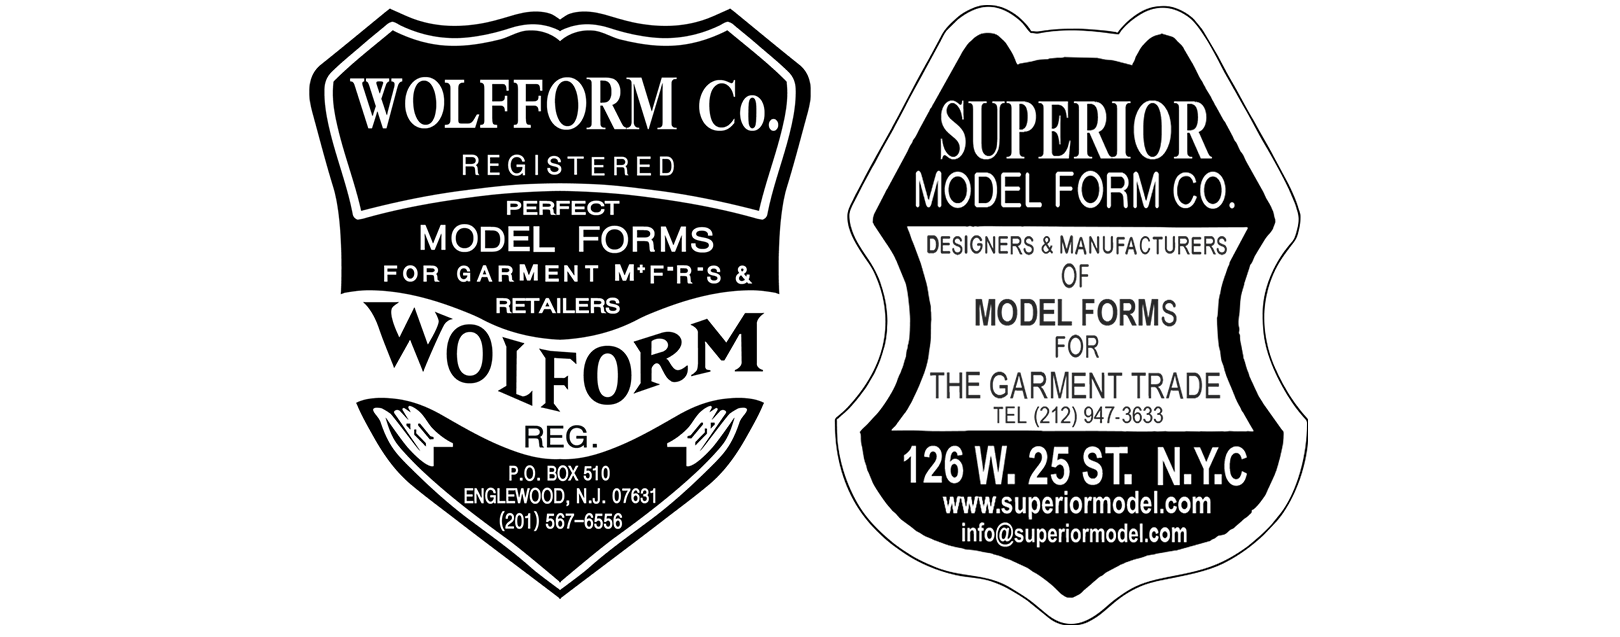 WOLFFORM Co.
REGISTERED
PERFECT
MODEL FORMS
FOR GARMENT M+F-R-S &
RETAILERS
WOLFORM
REG.
P.O. BOX 510
ENGLEWOOD, N.J. 07631
(201) 567-6556
SUPERIOR
MODEL FORM CO.
DESIGNERS & MANUFACTURERS
OF
MODEL FORMS
FOR
THE GARMENT TRADE
TEL (212) 947-3633
126 W. 25 ST. N.Y.C
www.superiormodel.com
info@superiormodel.com